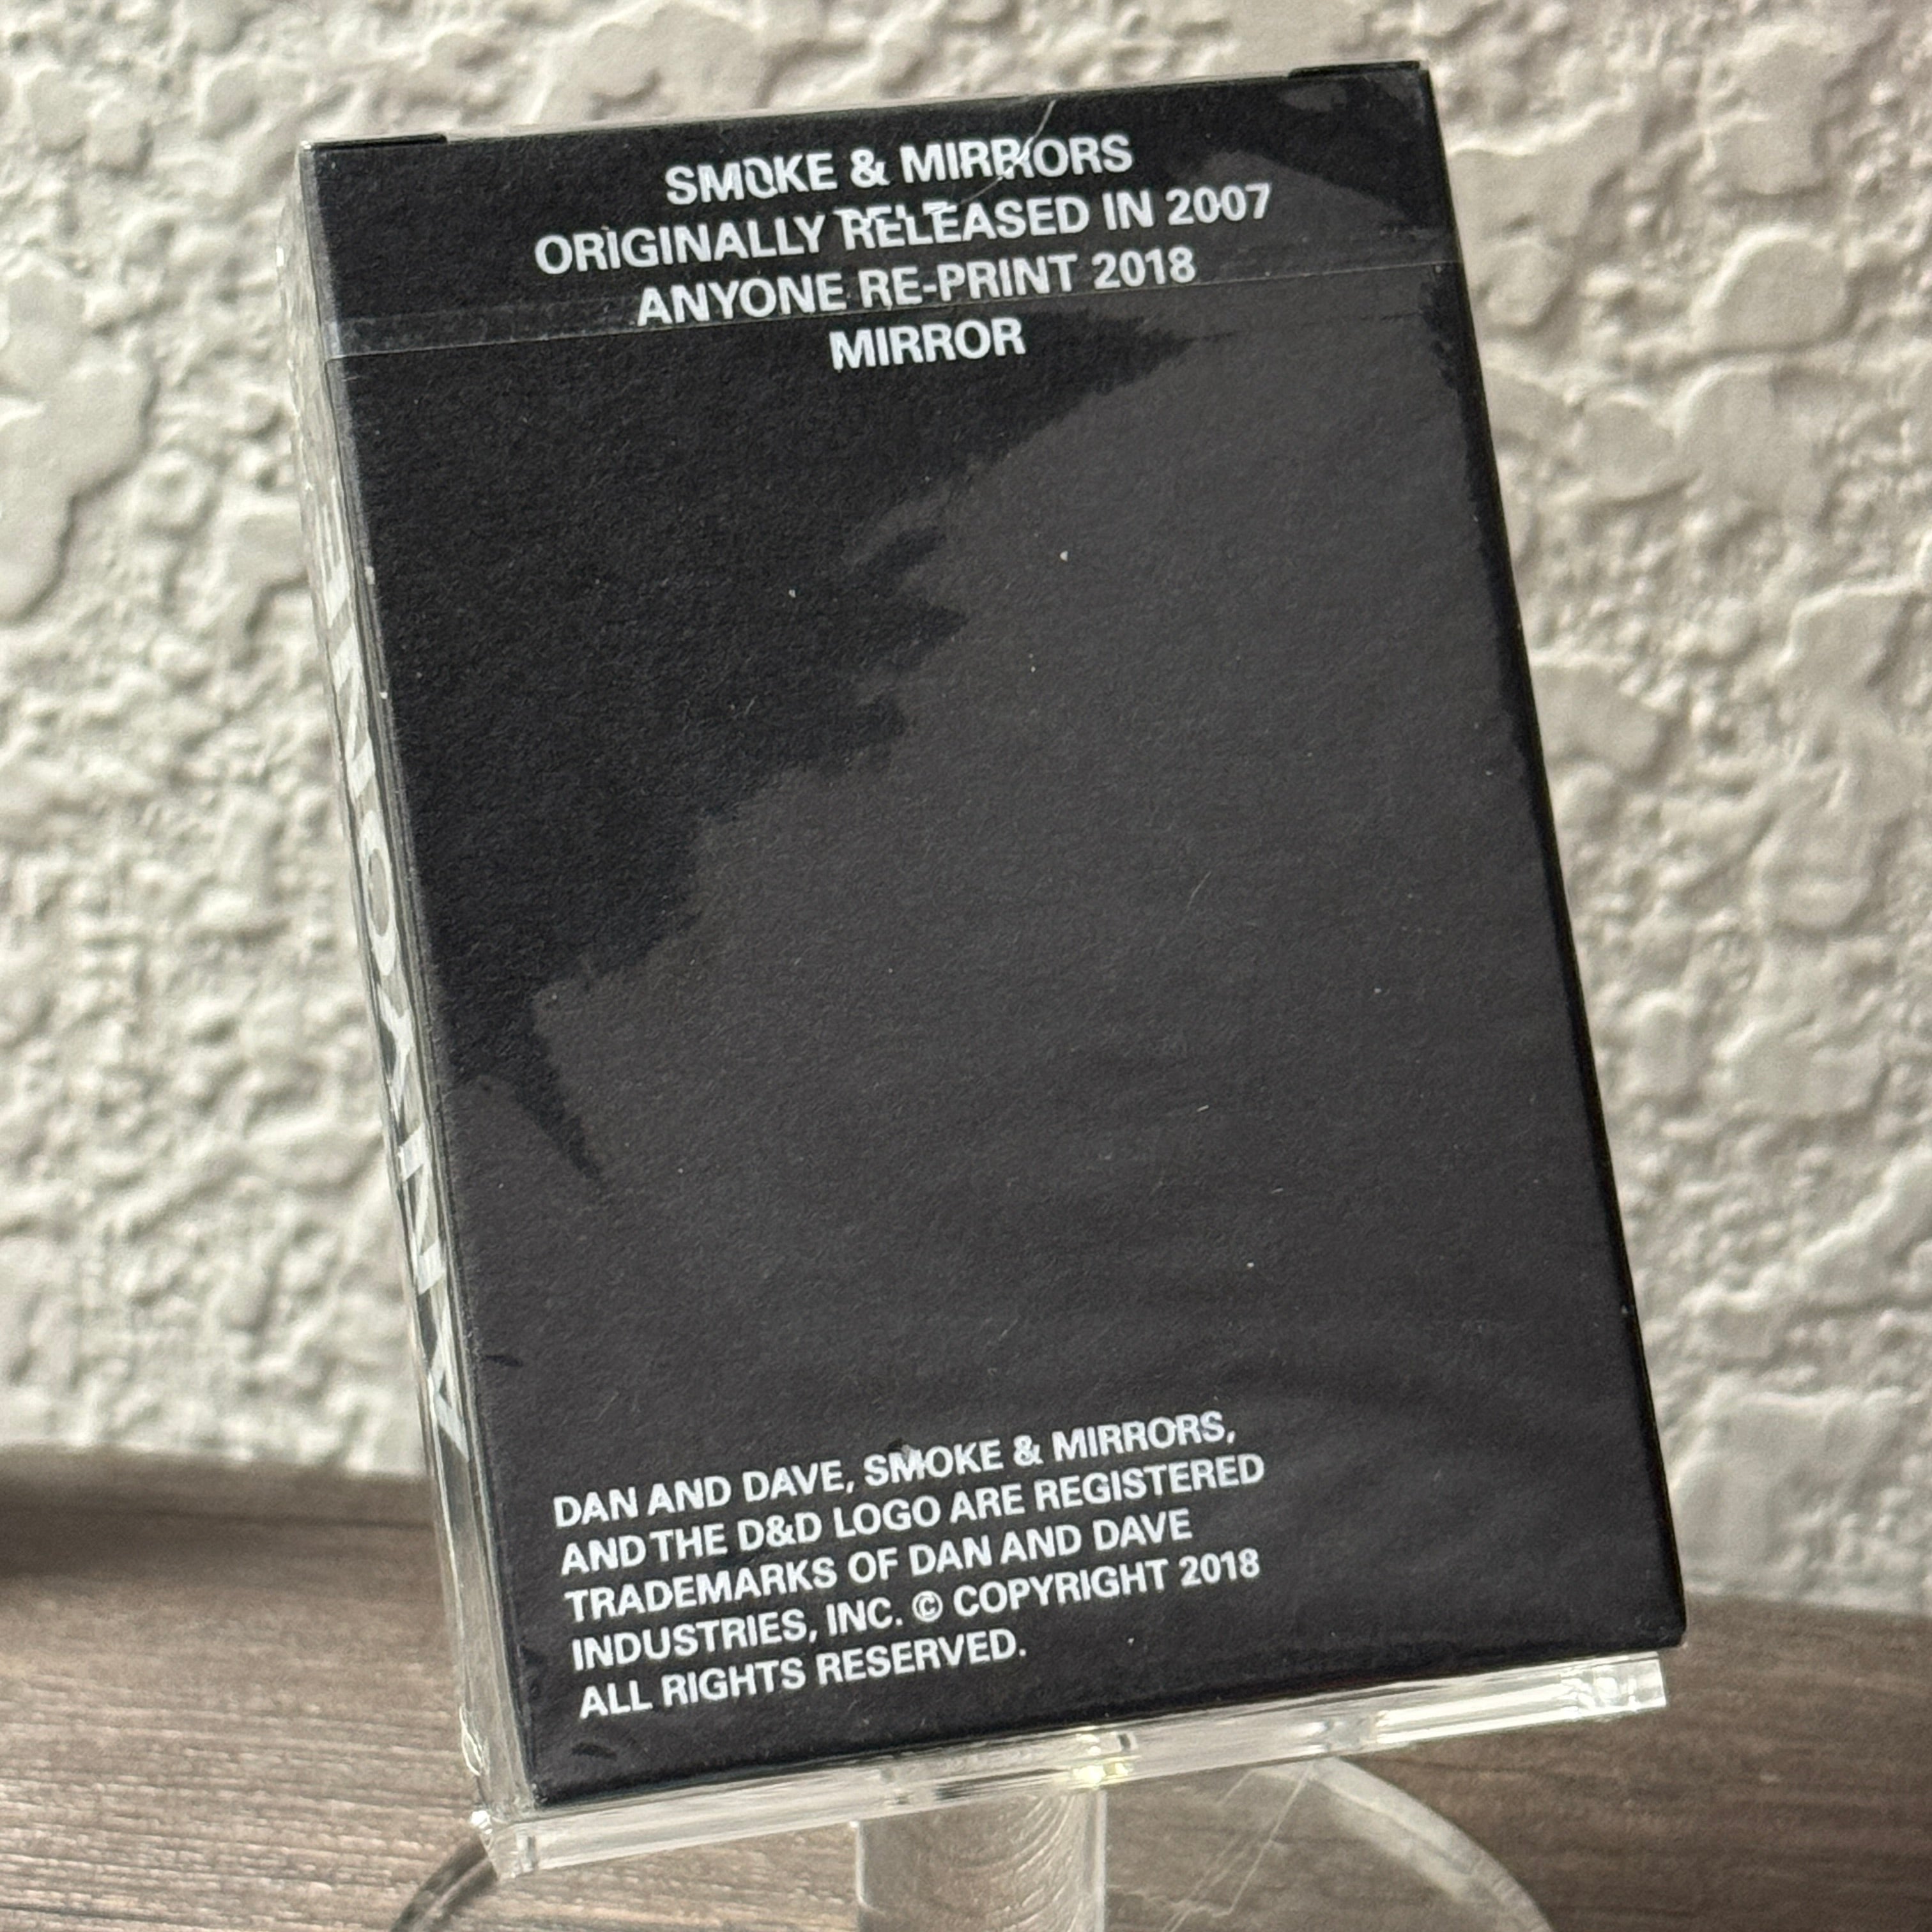 SMOKE & MIRRORS
ORIGINALLY RELEASED IN 2007
ANYONE RE-PRINT 2018
MIRROR
ANYONE
DAN AND DAVE, SMOKE & MIRRORS,
AND THE D&D LOGO ARE REGISTERED
TRADEMARKS OF DAN AND DAVE
INDUSTRIES, INC. © COPYRIGHT 2018
ALL RIGHTS RESERVED.